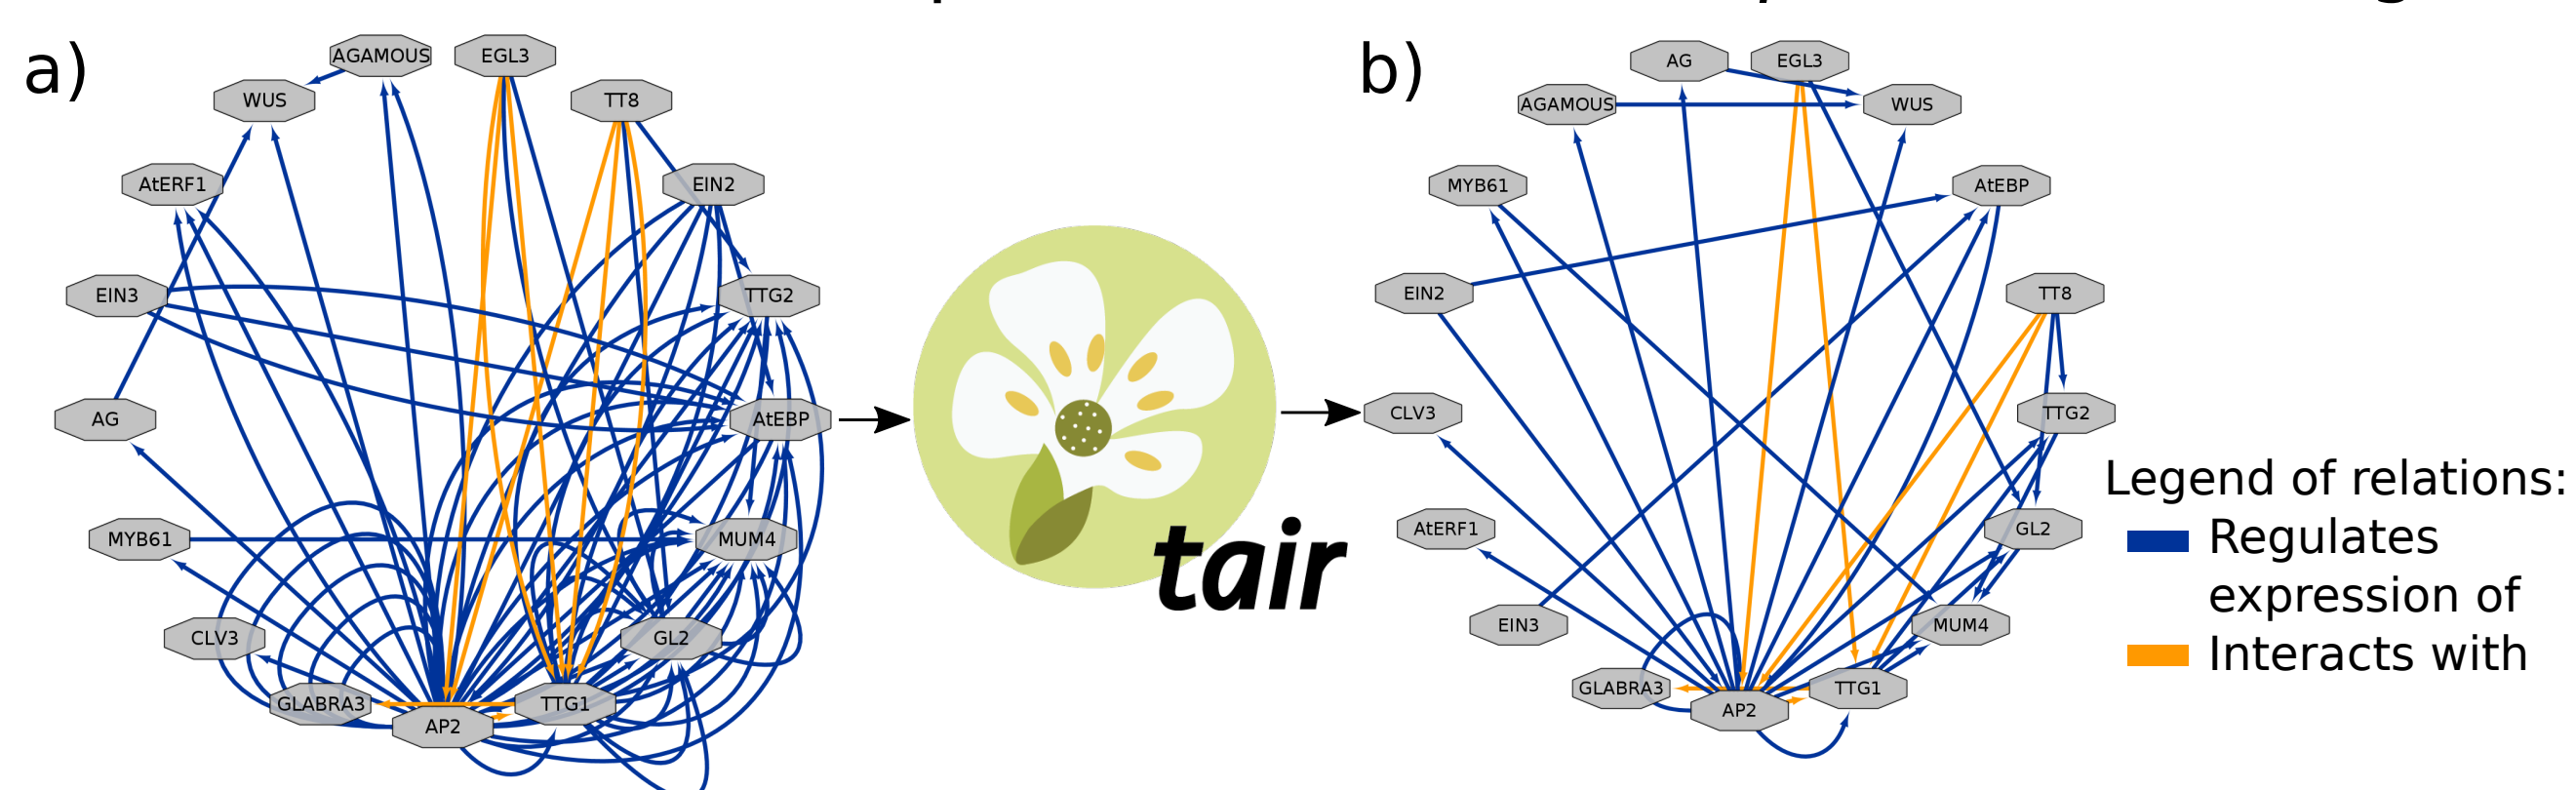 a)
AGAMOUS
EGL3
WUS
TT8
AtERF1
EIN2
EIN3
TTG2
AG
AtEBP
MYB61
MUM4
CLV3
GL2
GLABRA3
TTG1
AP2
tair
b)
AG
EGL3
AGAMOUS
WUS
MYB61
AtEBP
EIN2
TT8
CLV3
TTG2
AtERF1
GL2
EIN3
MUM4
GLABRA3
TTG1
AP2
Legend of relations:
Regulates
expression of
Interacts with